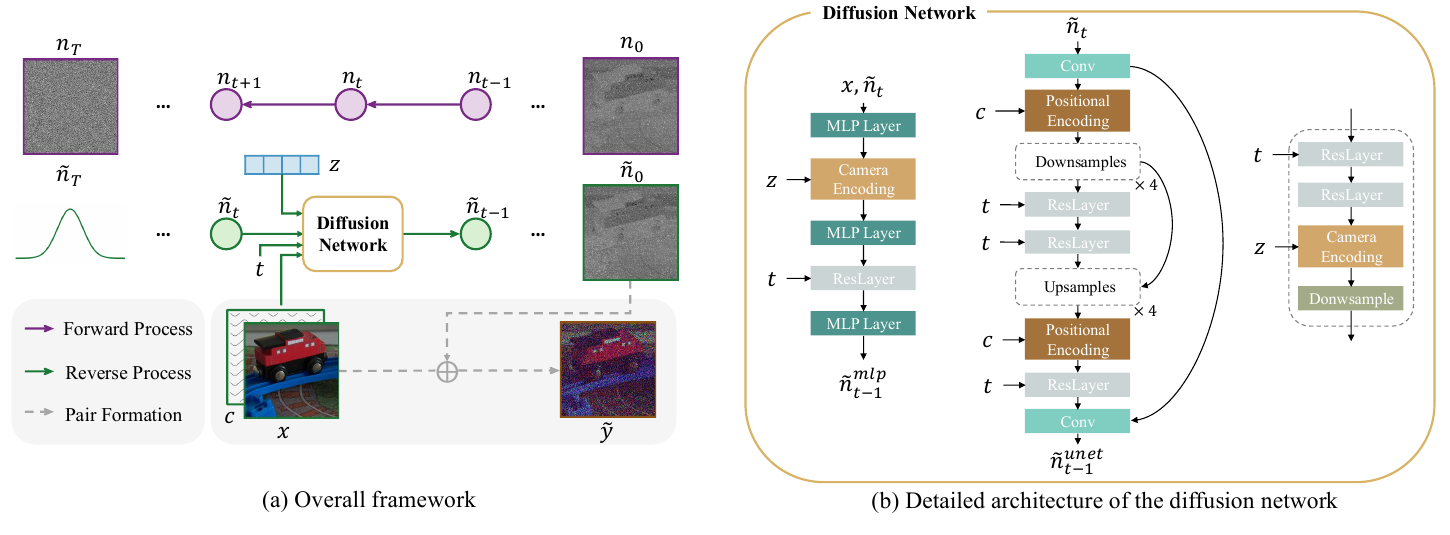 n_T
n_{t+1}
n_t
n_{t−1}
n_0
...
...
ñ_T
z
ñ_0
ñ_t
ñ_{t−1}
...
Diffusion
Network
...
t
Forward Process
Reverse Process
Pair Formation
c
x
ỹ
(a) Overall framework
Diffusion Network
x, ñ_t
MLP Layer
z
Camera
Encoding
MLP Layer
t
ResLayer
MLP Layer
ñ_{t−1}^{mlp}
ñ_t
Conv
c
Positional
Encoding
Downsamples
× 4
t
ResLayer
t
ResLayer
Upsamples
× 4
c
Positional
Encoding
t
ResLayer
Conv
ñ_{t−1}^{unet}
t
ResLayer
ResLayer
z
Camera
Encoding
Donwsample
(b) Detailed architecture of the diffusion network